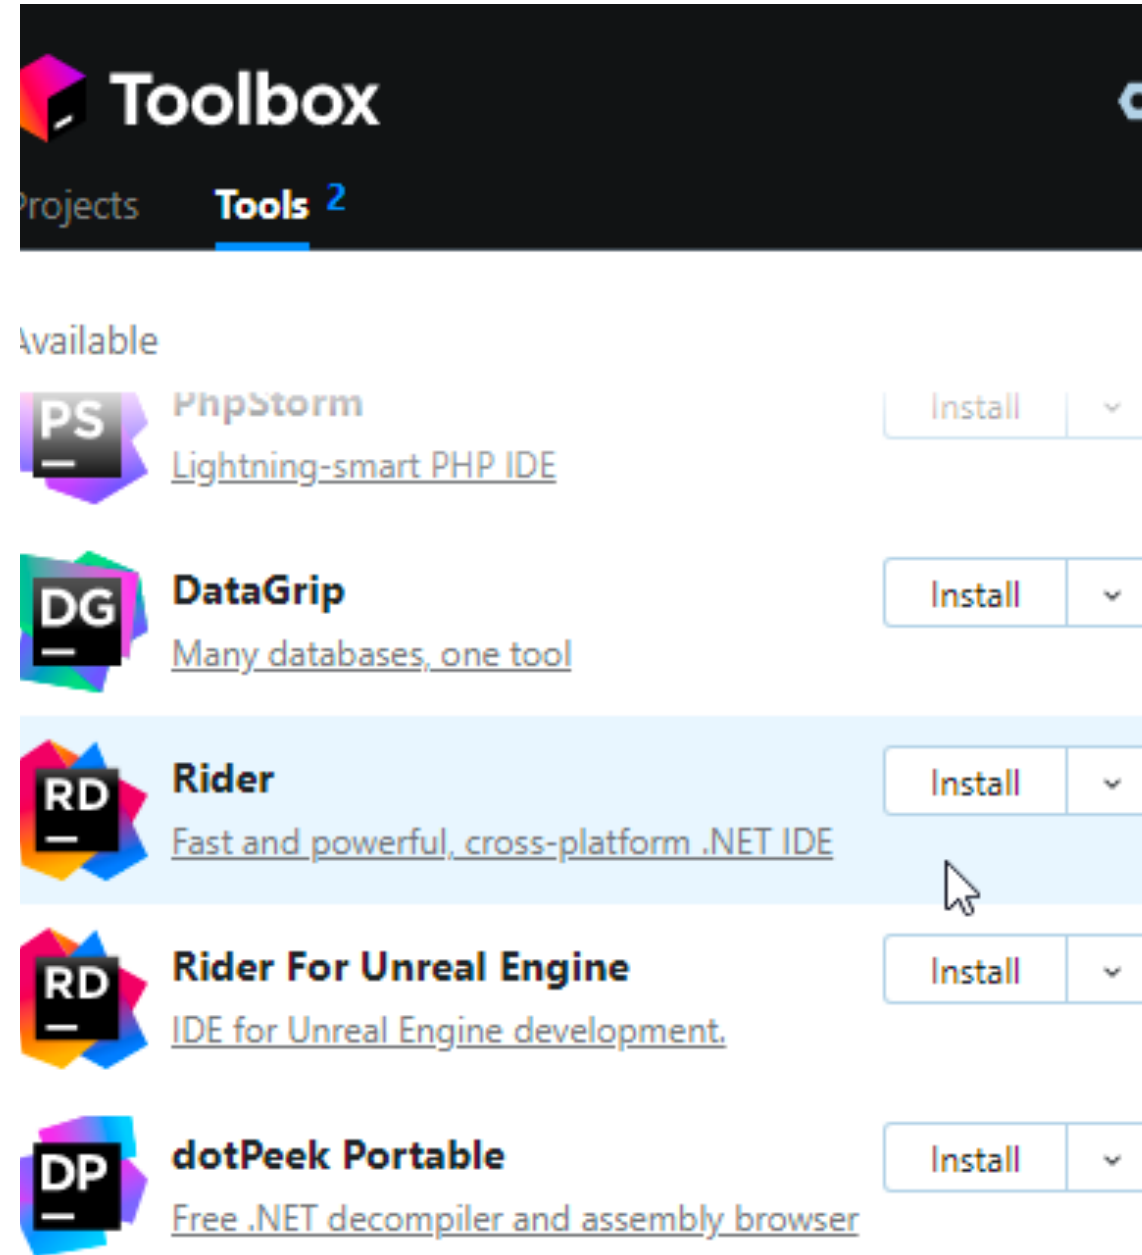 Toolbox
Projects Tools 2
Available
PS PhpStorm Install
Lightning-smart PHP IDE
DG DataGrip Install
Many databases, one tool
RD Rider Install
Fast and powerful, cross-platform .NET IDE
RD Rider For Unreal Engine Install
IDE for Unreal Engine development.
DP dotPeek Portable Install
Free .NET decompiler and assembly browser